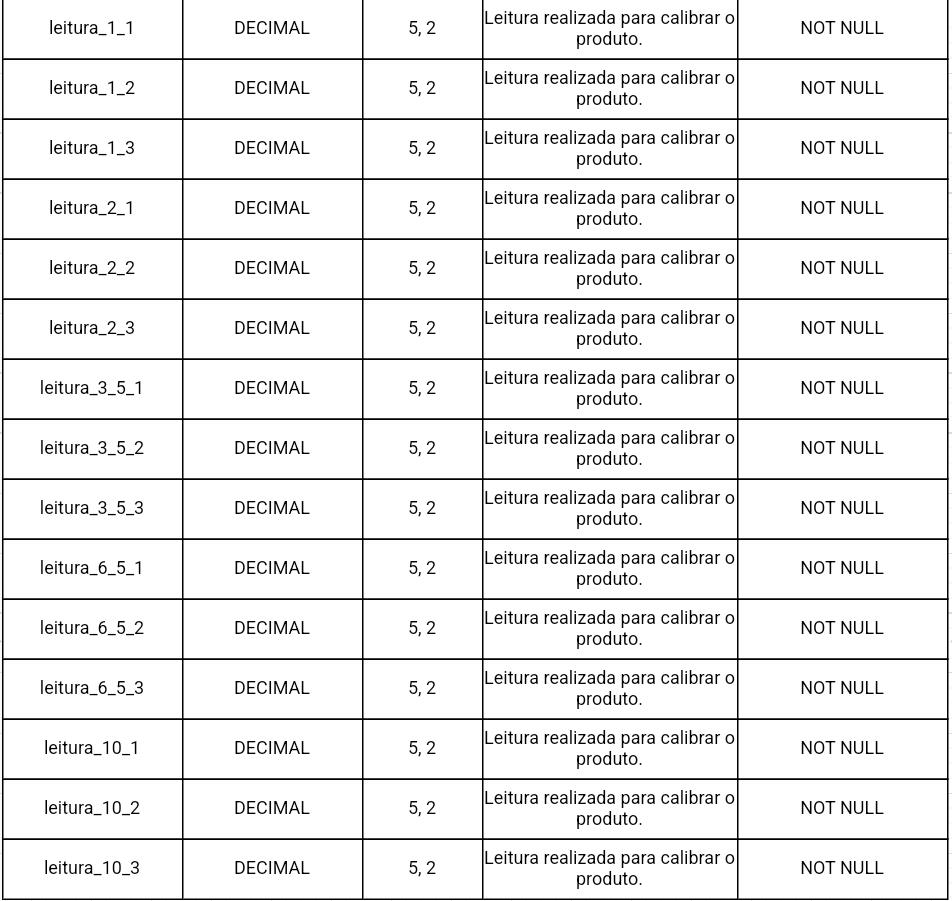 leitura_1_1 DECIMAL 5, 2 Leitura realizada para calibrar o
produto. NOT NULL
leitura_1_2 DECIMAL 5, 2 Leitura realizada para calibrar o
produto. NOT NULL
leitura_1_3 DECIMAL 5, 2 Leitura realizada para calibrar o
produto. NOT NULL
leitura_2_1 DECIMAL 5, 2 Leitura realizada para calibrar o
produto. NOT NULL
leitura_2_2 DECIMAL 5, 2 Leitura realizada para calibrar o
produto. NOT NULL
leitura_2_3 DECIMAL 5, 2 Leitura realizada para calibrar o
produto. NOT NULL
leitura_3_5_1 DECIMAL 5, 2 Leitura realizada para calibrar o
produto. NOT NULL
leitura_3_5_2 DECIMAL 5, 2 Leitura realizada para calibrar o
produto. NOT NULL
leitura_3_5_3 DECIMAL 5, 2 Leitura realizada para calibrar o
produto. NOT NULL
leitura_6_5_1 DECIMAL 5, 2 Leitura realizada para calibrar o
produto. NOT NULL
leitura_6_5_2 DECIMAL 5, 2 Leitura realizada para calibrar o
produto. NOT NULL
leitura_6_5_3 DECIMAL 5, 2 Leitura realizada para calibrar o
produto. NOT NULL
leitura_10_1 DECIMAL 5, 2 Leitura realizada para calibrar o
produto. NOT NULL
leitura_10_2 DECIMAL 5, 2 Leitura realizada para calibrar o
produto. NOT NULL
leitura_10_3 DECIMAL 5, 2 Leitura realizada para calibrar o
produto. NOT NULL